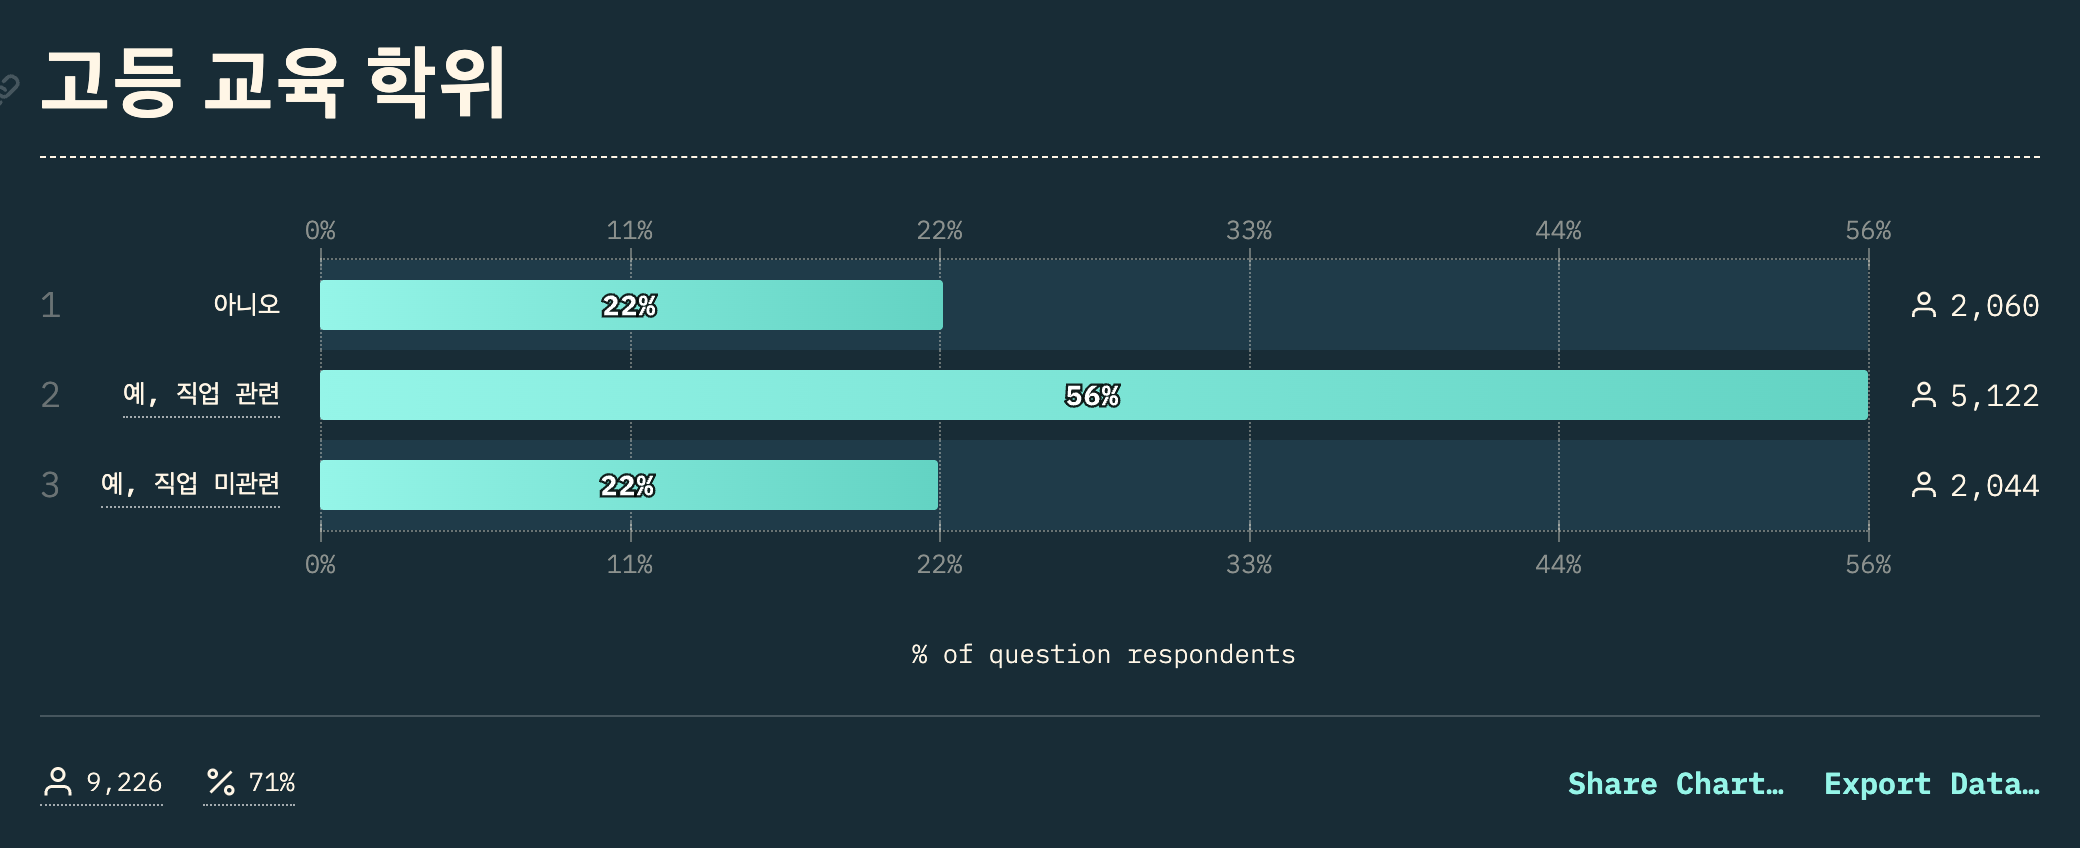 고등 교육 학위
0% 11% 22% 33% 44% 56%
1 아니오 22% 2,060
2 예, 직업 관련 56% 5,122
3 예, 직업 미관련 22% 2,044
0% 11% 22% 33% 44% 56%
% of question respondents
9,226 71% Share Chart… Export Data…